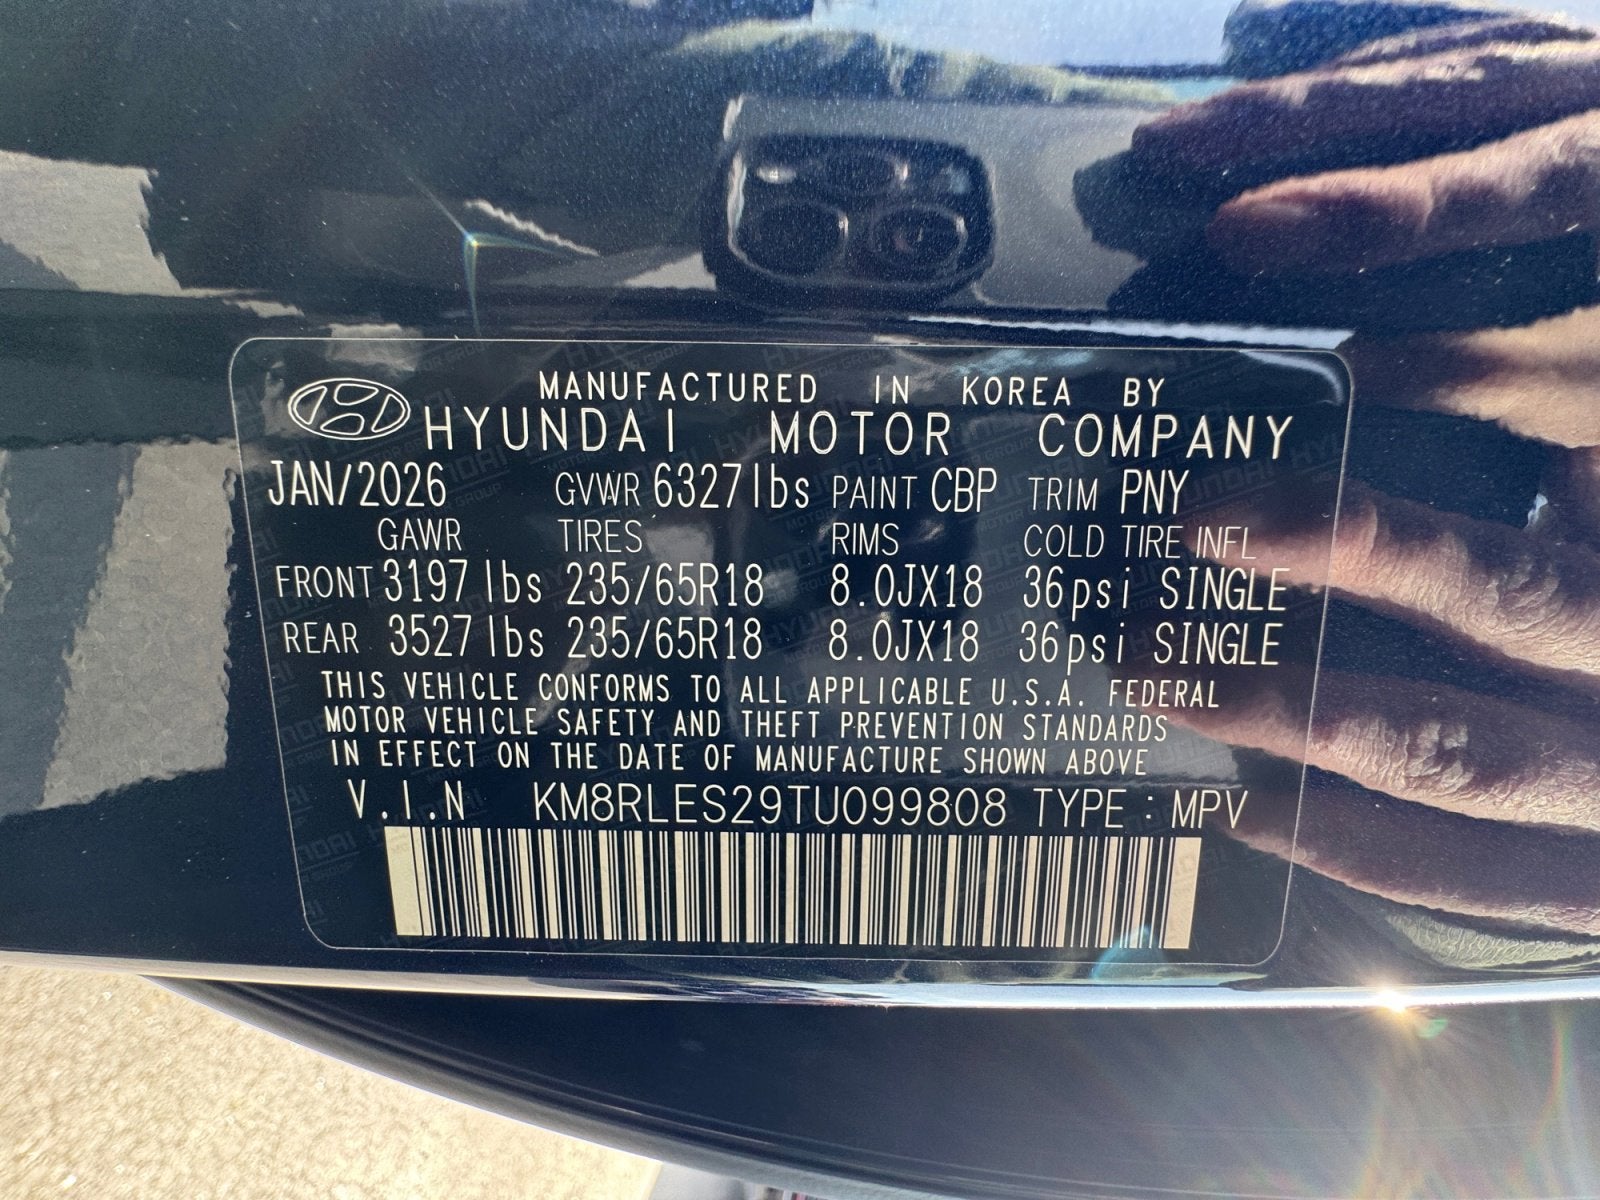 MANUFACTURED IN KOREA BY
HYUNDAI MOTOR COMPANY
JAN/2026 GVWR 6327lbs PAINT CBP TRIM PNY
GAWR TIRES RIMS COLD TIRE INFL
FRONT 3197lbs 235/65R18 8.0JX18 36psi SINGLE
REAR 3527lbs 235/65R18 8.0JX18 36psi SINGLE
THIS VEHICLE CONFORMS TO ALL APPLICABLE U.S.A. FEDERAL
MOTOR VEHICLE SAFETY AND THEFT PREVENTION STANDARDS
IN EFFECT ON THE DATE OF MANUFACTURE SHOWN ABOVE
V.I.N KM8RLES29TU099808 TYPE : MPV